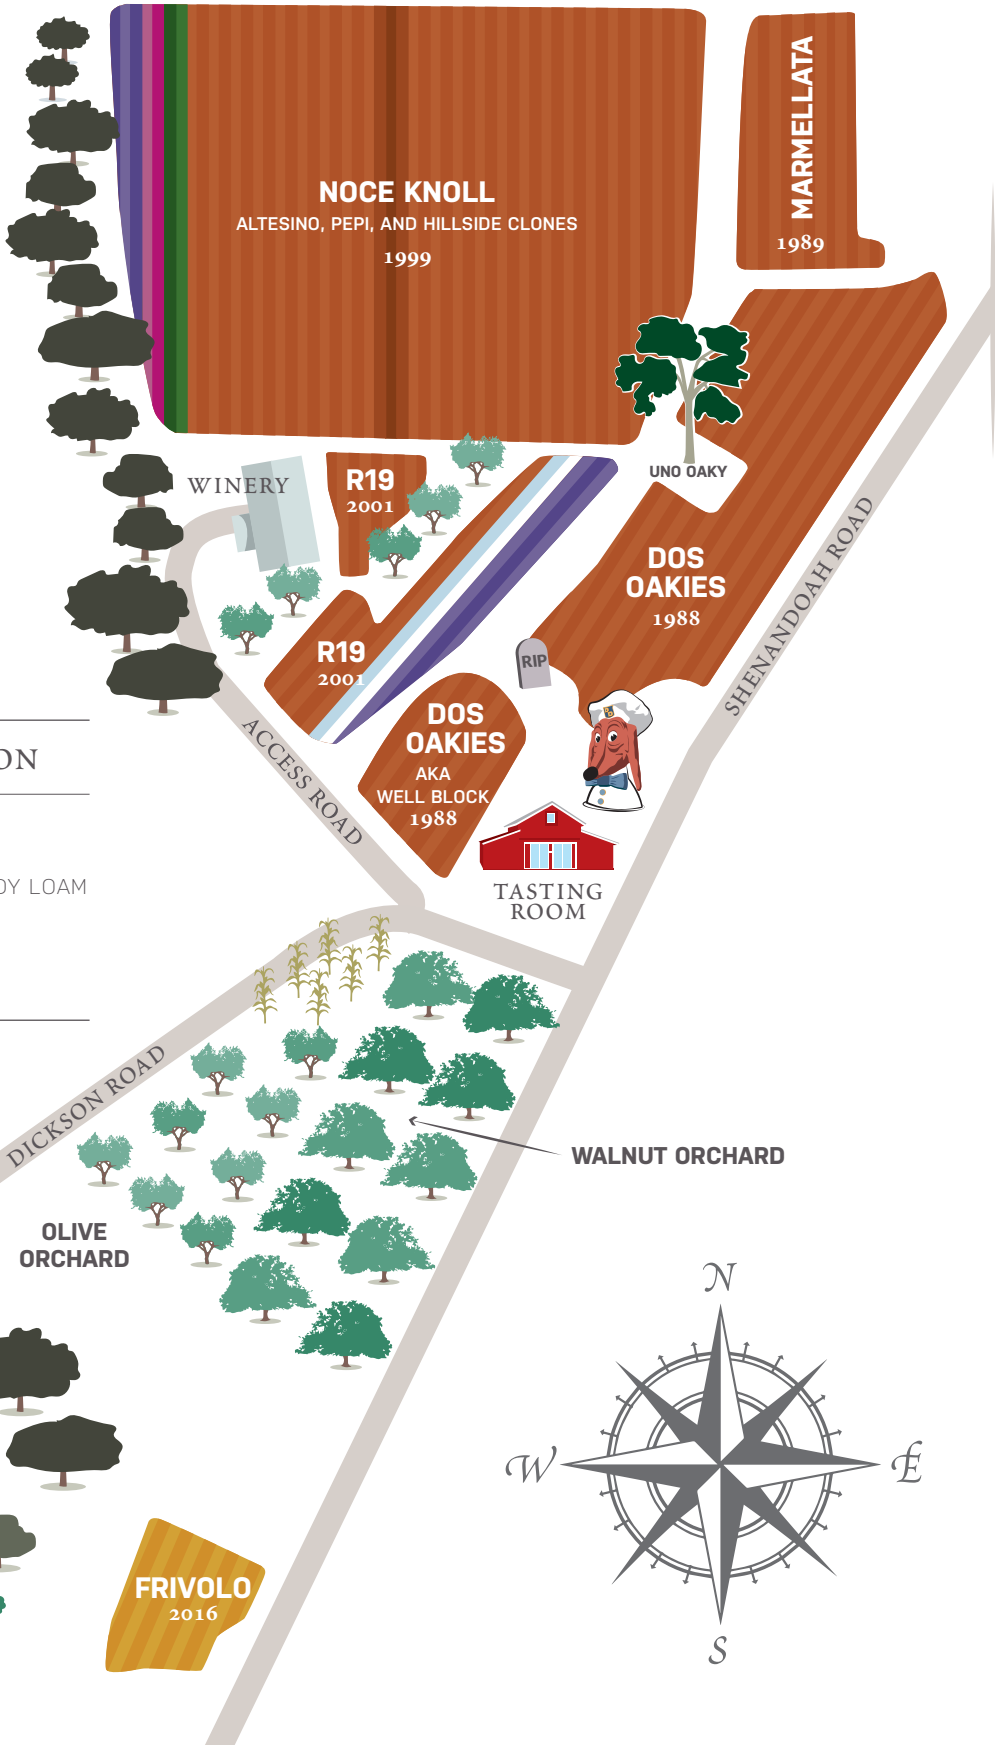 MARMELLATA
1989
NOCE KNOLL
ALTESINO, PEPI, AND HILLSIDE CLONES
1999
UNO OAKY
WINERY
R19
2001
DOS
OAKIES
1988
SHENANDOAH ROAD
R19
2001
RIP
DOS
OAKIES
AKA
WELL BLOCK
1988
ACCESS ROAD
ON
DY LOAM
TASTING
ROOM
DICKSON ROAD
WALNUT ORCHARD
OLIVE
ORCHARD
N
W
E
S
FRIVOLO
2016